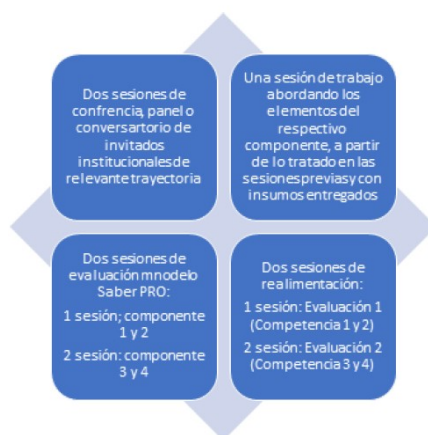 Dos sesiones de
confrencia, panel o
conversartorio de
invitados
institucionales de
relevante trayectoria
Una sesión de trabajo
abordando los
elementos del
respectivo
componente, a partir
de lo tratado en las
sesiones previas y con
insumos entregados
Dos sesiones de
evaluación mnodelo
Saber PRO:
1 sesión; componente
1 y 2
2 sesión: componente
3 y 4
Dos sesiones de
realimentación:
1 sesión: Evaluación 1
(Competencia 1 y 2)
2 sesión: Evaluación 2
(Competencia 3 y 4)